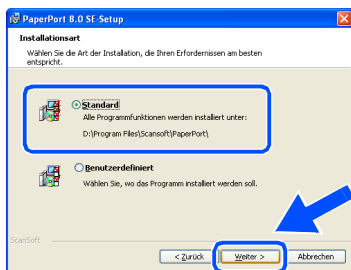 PaperPort 8.0 SE-Setup
Installationsart
Wählen Sie die Art der Installation, die Ihren Erfordernissen am besten
entspricht.
Standard
Alle Programmfunktionen werden installiert unter:
D:\Program Files\Scansoft\PaperPort\
Benutzerdefiniert
Wählen Sie, wo das Programm installiert werden soll.
ScanSoft
< Zurück Weiter > Abbrechen